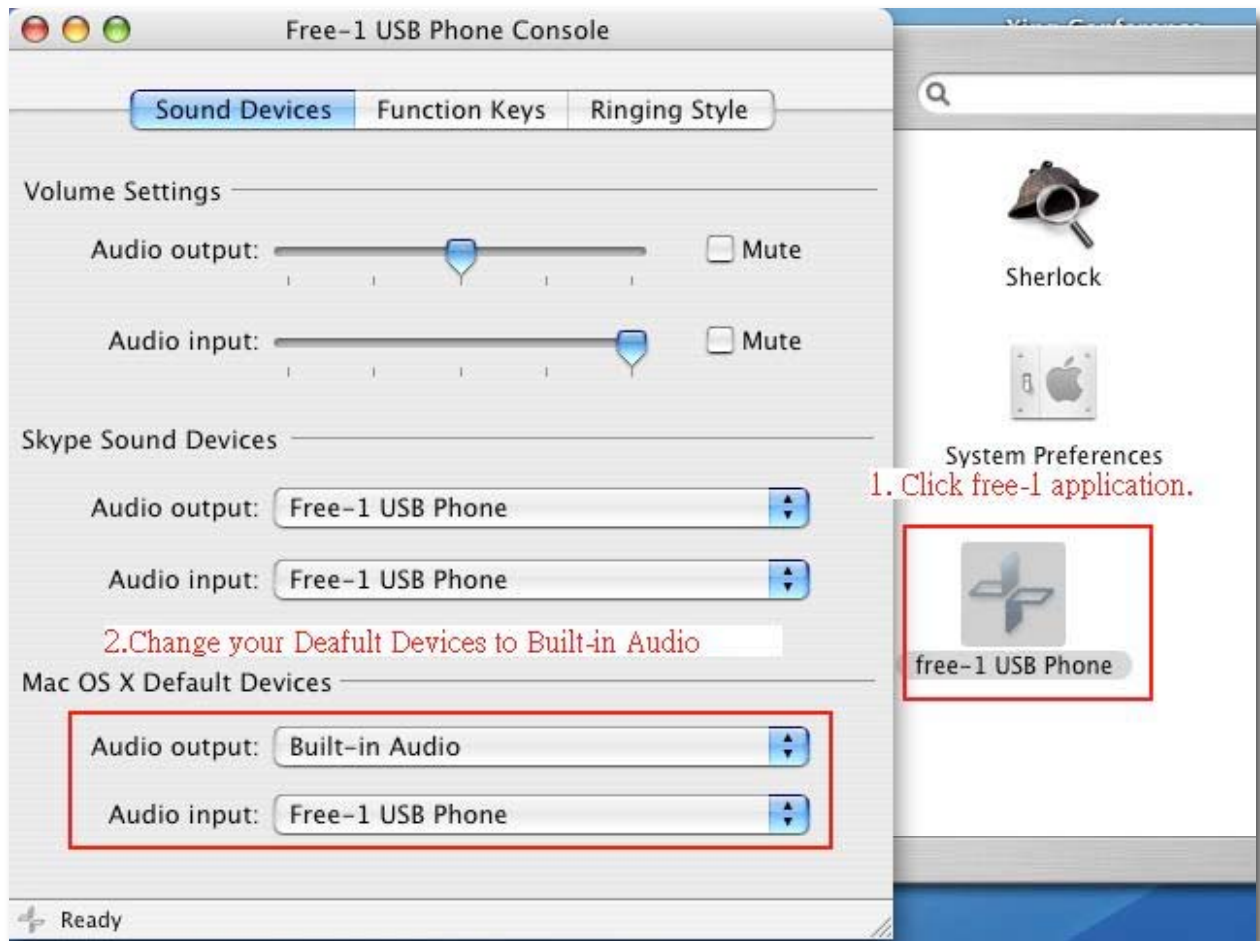 Free-1 USB Phone Console
Sound Devices
Function Keys
Ringing Style
Volume Settings
Audio output:
Mute
Audio input:
Mute
Skype Sound Devices
Audio output:
Free-1 USB Phone
Audio input:
Free-1 USB Phone
2.Change your Deafult Devices to Built-in Audio
Mac OS X Default Devices
Audio output:
Built-in Audio
Audio input:
Free-1 USB Phone
Ready
Sherlock
System Preferences
1. Click free-1 application.
free-1 USB Phone